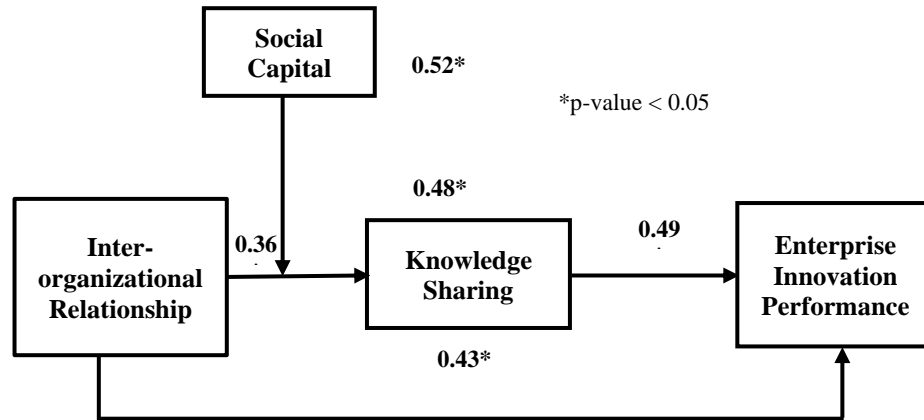 Social
Capital
0.52*
*p-value < 0.05
0.48*
Inter-
organizational
Relationship
0.36
Knowledge
Sharing
0.49
Enterprise
Innovation
Performance
0.43*